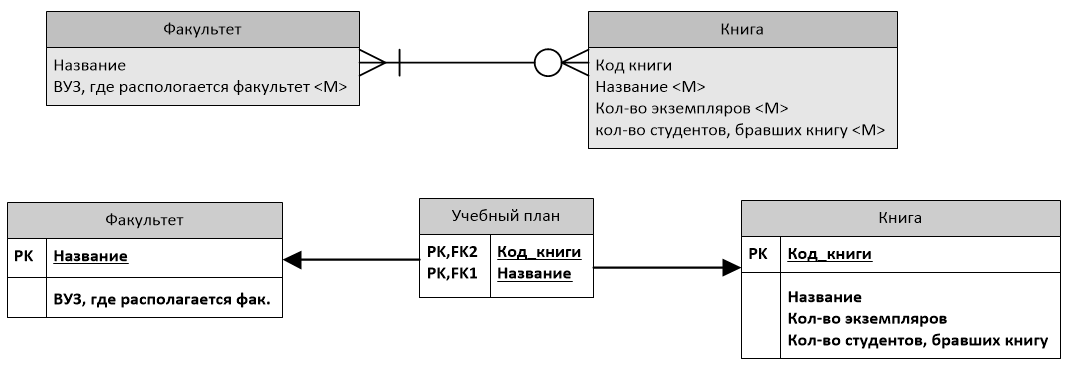 Факультет
Название
ВУЗ, где распологается факультет <M>
Книга
Код книги
Название <M>
Кол-во экземпляров <M>
кол-во студентов, бравших книгу <M>
Факультет
PK Название
ВУЗ, где располагается фак.
Учебный план
PK,FK2 Код_книги
PK,FK1 Название
Книга
PK Код_книги
Название
Кол-во экземпляров
Кол-во студентов, бравших книгу